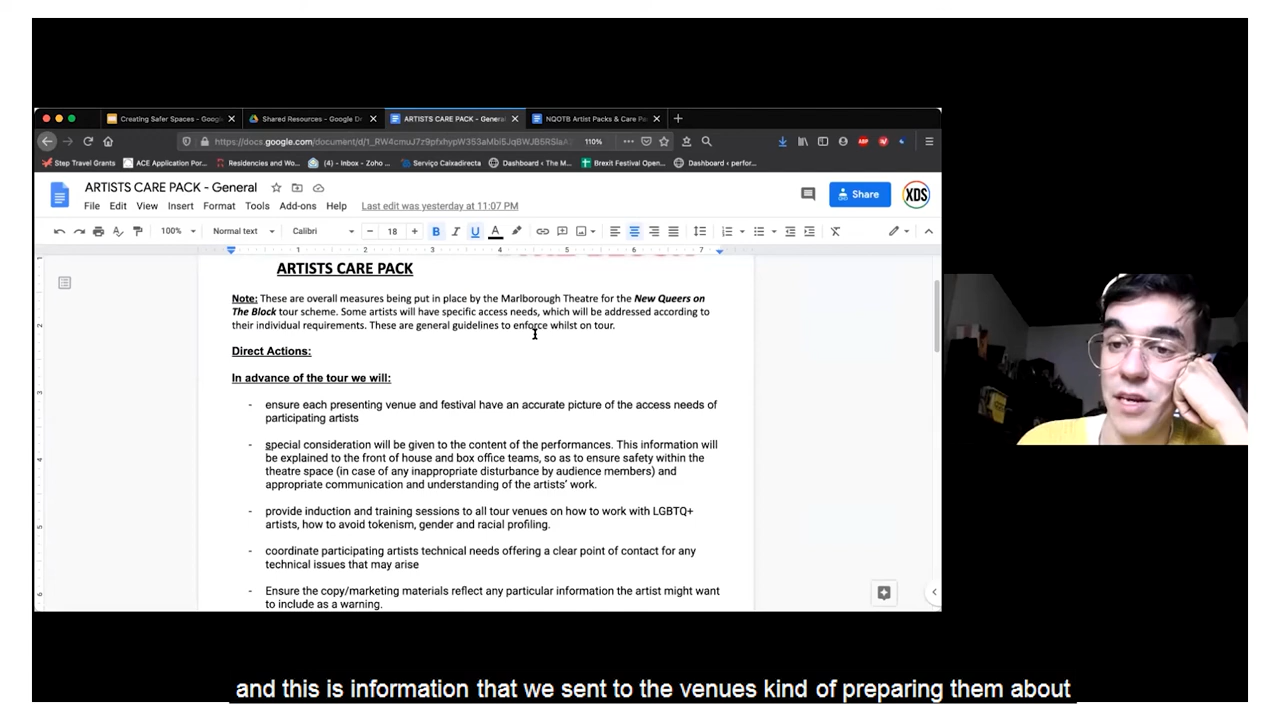 Creating Safer Spaces - Google
Shared Resources - Google Dr
ARTISTS CARE PACK - General
NQOTB Artist Packs & Care Pa
110%
Step Travel Grants
ACE Application Por...
Residencies and Wo...
(4) - Inbox - Zoho ...
Serviço Caixadirecta
Dashboard ‹ The M...
Brexit Festival Open...
Dashboard ‹ perfor...
ARTISTS CARE PACK - General
File Edit View Insert Format Tools Add-ons Help Last edit was yesterday at 11:07 PM
Share
XDS
100% Normal text Calibri 18 B I U A
1 2 3 4 5 6 7
ARTISTS CARE PACK
Note: These are overall measures being put in place by the Marlborough Theatre for the New Queers on
The Block tour scheme. Some artists will have specific access needs, which will be addressed according to
their individual requirements. These are general guidelines to enforce whilst on tour.
Direct Actions:
In advance of the tour we will:
- ensure each presenting venue and festival have an accurate picture of the access needs of
participating artists
- special consideration will be given to the content of the performances. This information will
be explained to the front of house and box office teams, so as to ensure safety within the
theatre space (in case of any inappropriate disturbance by audience members) and
appropriate communication and understanding of the artists' work.
- provide induction and training sessions to all tour venues on how to work with LGBTQ+
artists, how to avoid tokenism, gender and racial profiling.
- coordinate participating artists technical needs offering a clear point of contact for any
technical issues that may arise
- Ensure the copy/marketing materials reflect any particular information the artist might want
to include as a warning.
and this is information that we sent to the venues kind of preparing them about